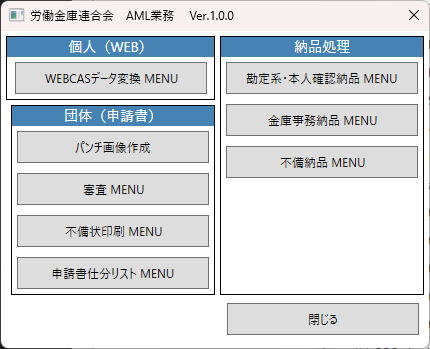 労働金庫連合会 AML業務 Ver.1.0.0
個人（WEB）
WEBCASデータ変換 MENU
団体（申請書）
パンチ画像作成
審査 MENU
不備状印刷 MENU
申請書仕分リスト MENU
納品処理
勘定系・本人確認納品 MENU
金庫事務納品 MENU
不備納品 MENU
閉じる